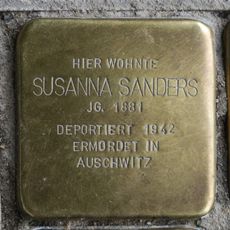 HIER WOHNTE
SUSANNA SANDERS
JG. 1881
DEPORTIERT 1942
ERMORDET IN
AUSCHWITZ